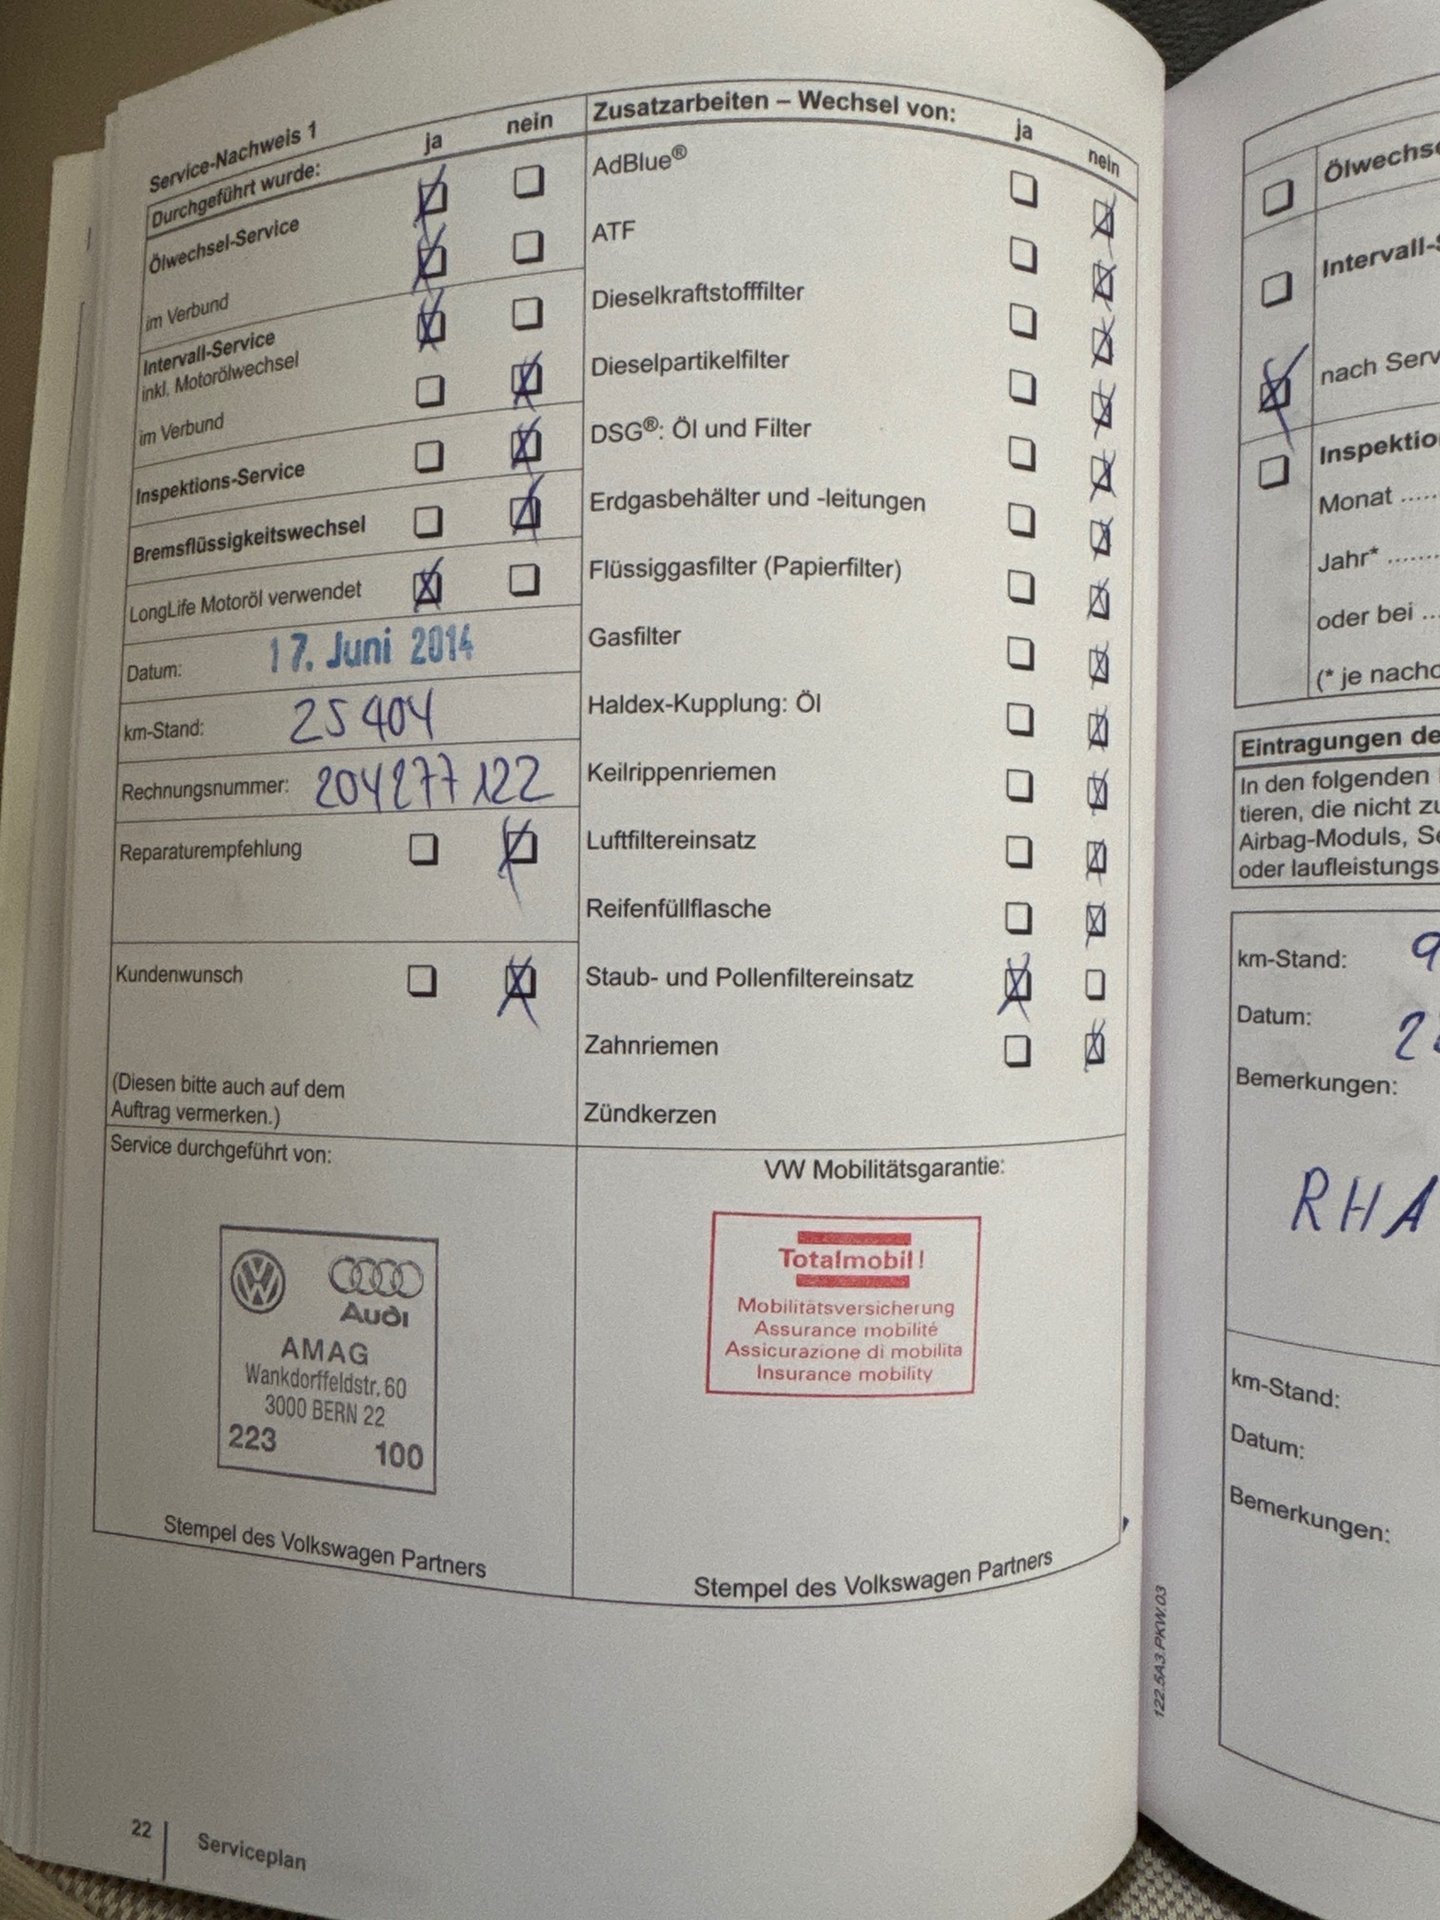 Service-Nachweis 1
Durchgeführt wurde: ja nein
Ölwechsel-Service
im Verbund
Intervall-Service
inkl. Motorölwechsel
im Verbund
Inspektions-Service
Bremsflüssigkeitswechsel
LongLife Motoröl verwendet
Datum: 17. Juni 2014
km-Stand: 25404
Rechnungsnummer: 204277122
Reparaturempfehlung
Kundenwunsch
(Diesen bitte auch auf dem
Auftrag vermerken.)
Zusatzarbeiten – Wechsel von: ja nein
AdBlue®
ATF
Dieselkraftstofffilter
Dieselpartikelfilter
DSG®: Öl und Filter
Erdgasbehälter und -leitungen
Flüssiggasfilter (Papierfilter)
Gasfilter
Haldex-Kupplung: Öl
Keilrippenriemen
Luftfiltereinsatz
Reifenfüllflasche
Staub- und Pollenfiltereinsatz
Zahnriemen
Zündkerzen
Service durchgeführt von:
VW
Audi
AMAG
Wankdorffeldstr. 60
3000 BERN 22
223 100
Stempel des Volkswagen Partners
VW Mobilitätsgarantie:
Totalmobil!
Mobilitätsversicherung
Assurance mobilité
Assicurazione di mobilita
Insurance mobility
Stempel des Volkswagen Partners
122.5A3.PKW.03
22 Serviceplan
Ölwechs
Intervall-
nach Serv
Inspektio
Monat ......
Jahr* .......
oder bei ...
(* je nach
Eintragungen de
In den folgenden
tieren, die nicht zu
Airbag-Moduls, Se
oder laufleistungs
km-Stand: 9
Datum: 2
Bemerkungen:
RHA
km-Stand:
Datum:
Bemerkungen: